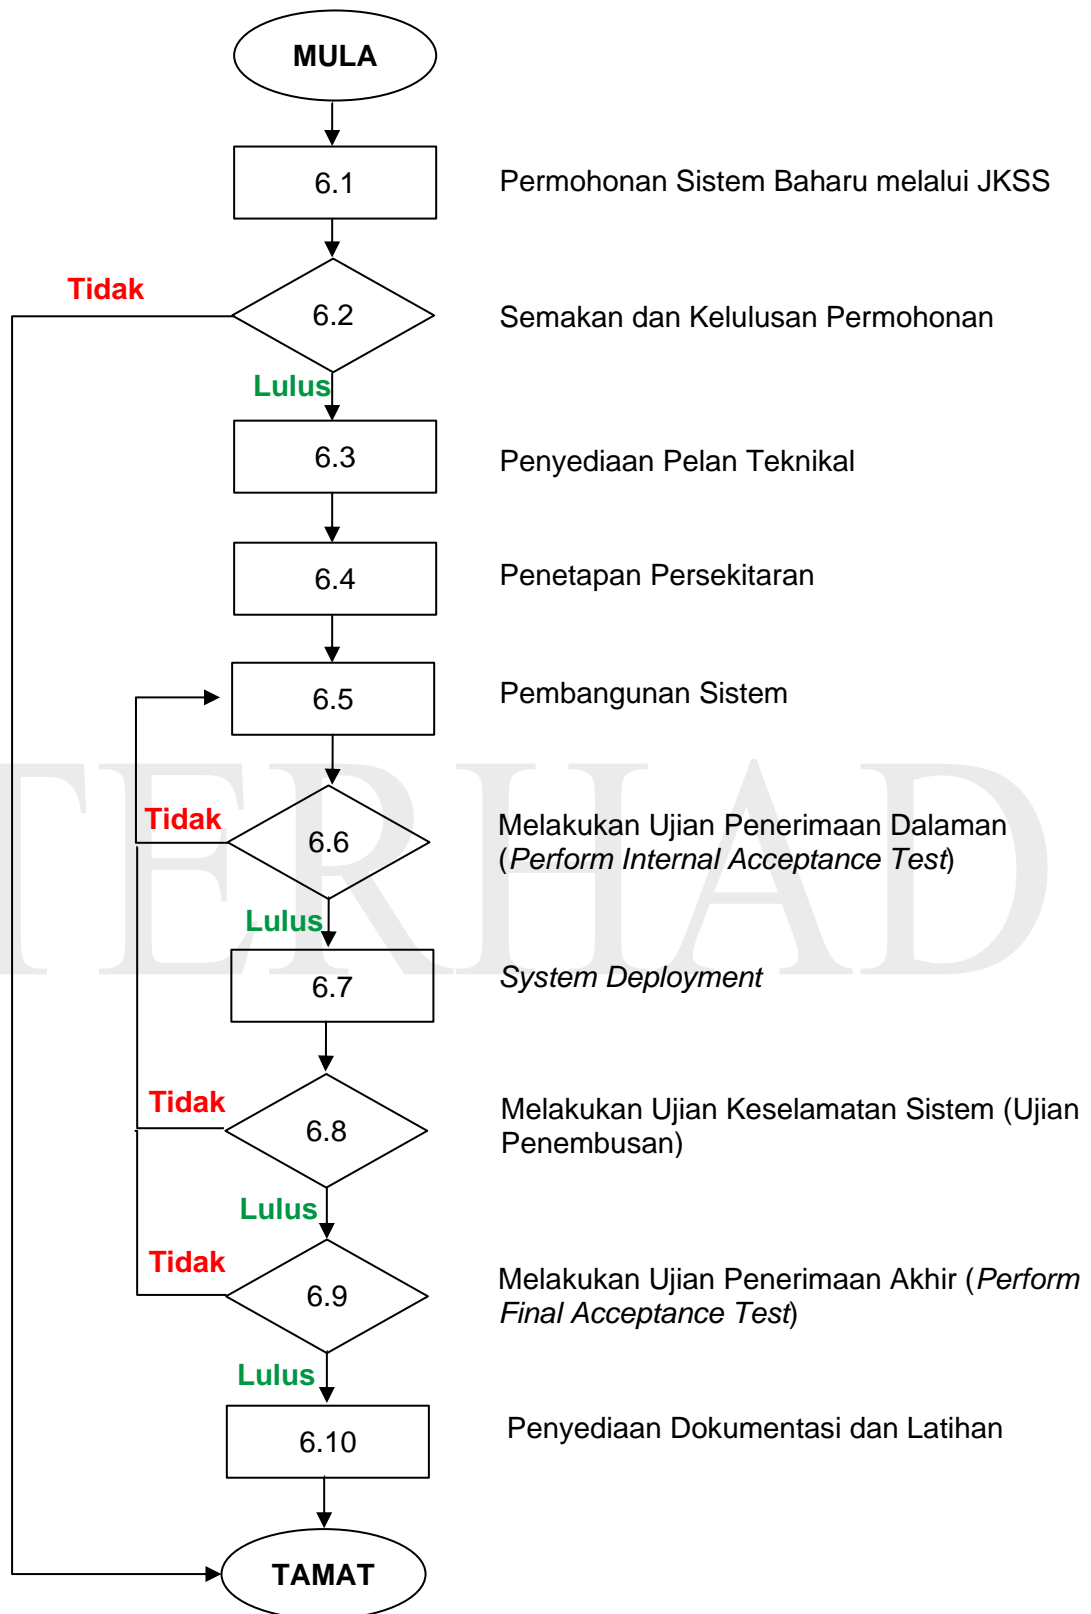 MULA
6.1
Permohonan Sistem Baharu melalui JKSS
Tidak
6.2
Semakan dan Kelulusan Permohonan
Lulus
6.3
Penyediaan Pelan Teknikal
6.4
Penetapan Persekitaran
6.5
Pembangunan Sistem
TERHAD
Tidak
6.6
Melakukan Ujian Penerimaan Dalaman
(Perform Internal Acceptance Test)
Lulus
6.7
System Deployment
Tidak
6.8
Melakukan Ujian Keselamatan Sistem (Ujian
Penembusan)
Lulus
Tidak
6.9
Melakukan Ujian Penerimaan Akhir (Perform
Final Acceptance Test)
Lulus
6.10
Penyediaan Dokumentasi dan Latihan
TAMAT